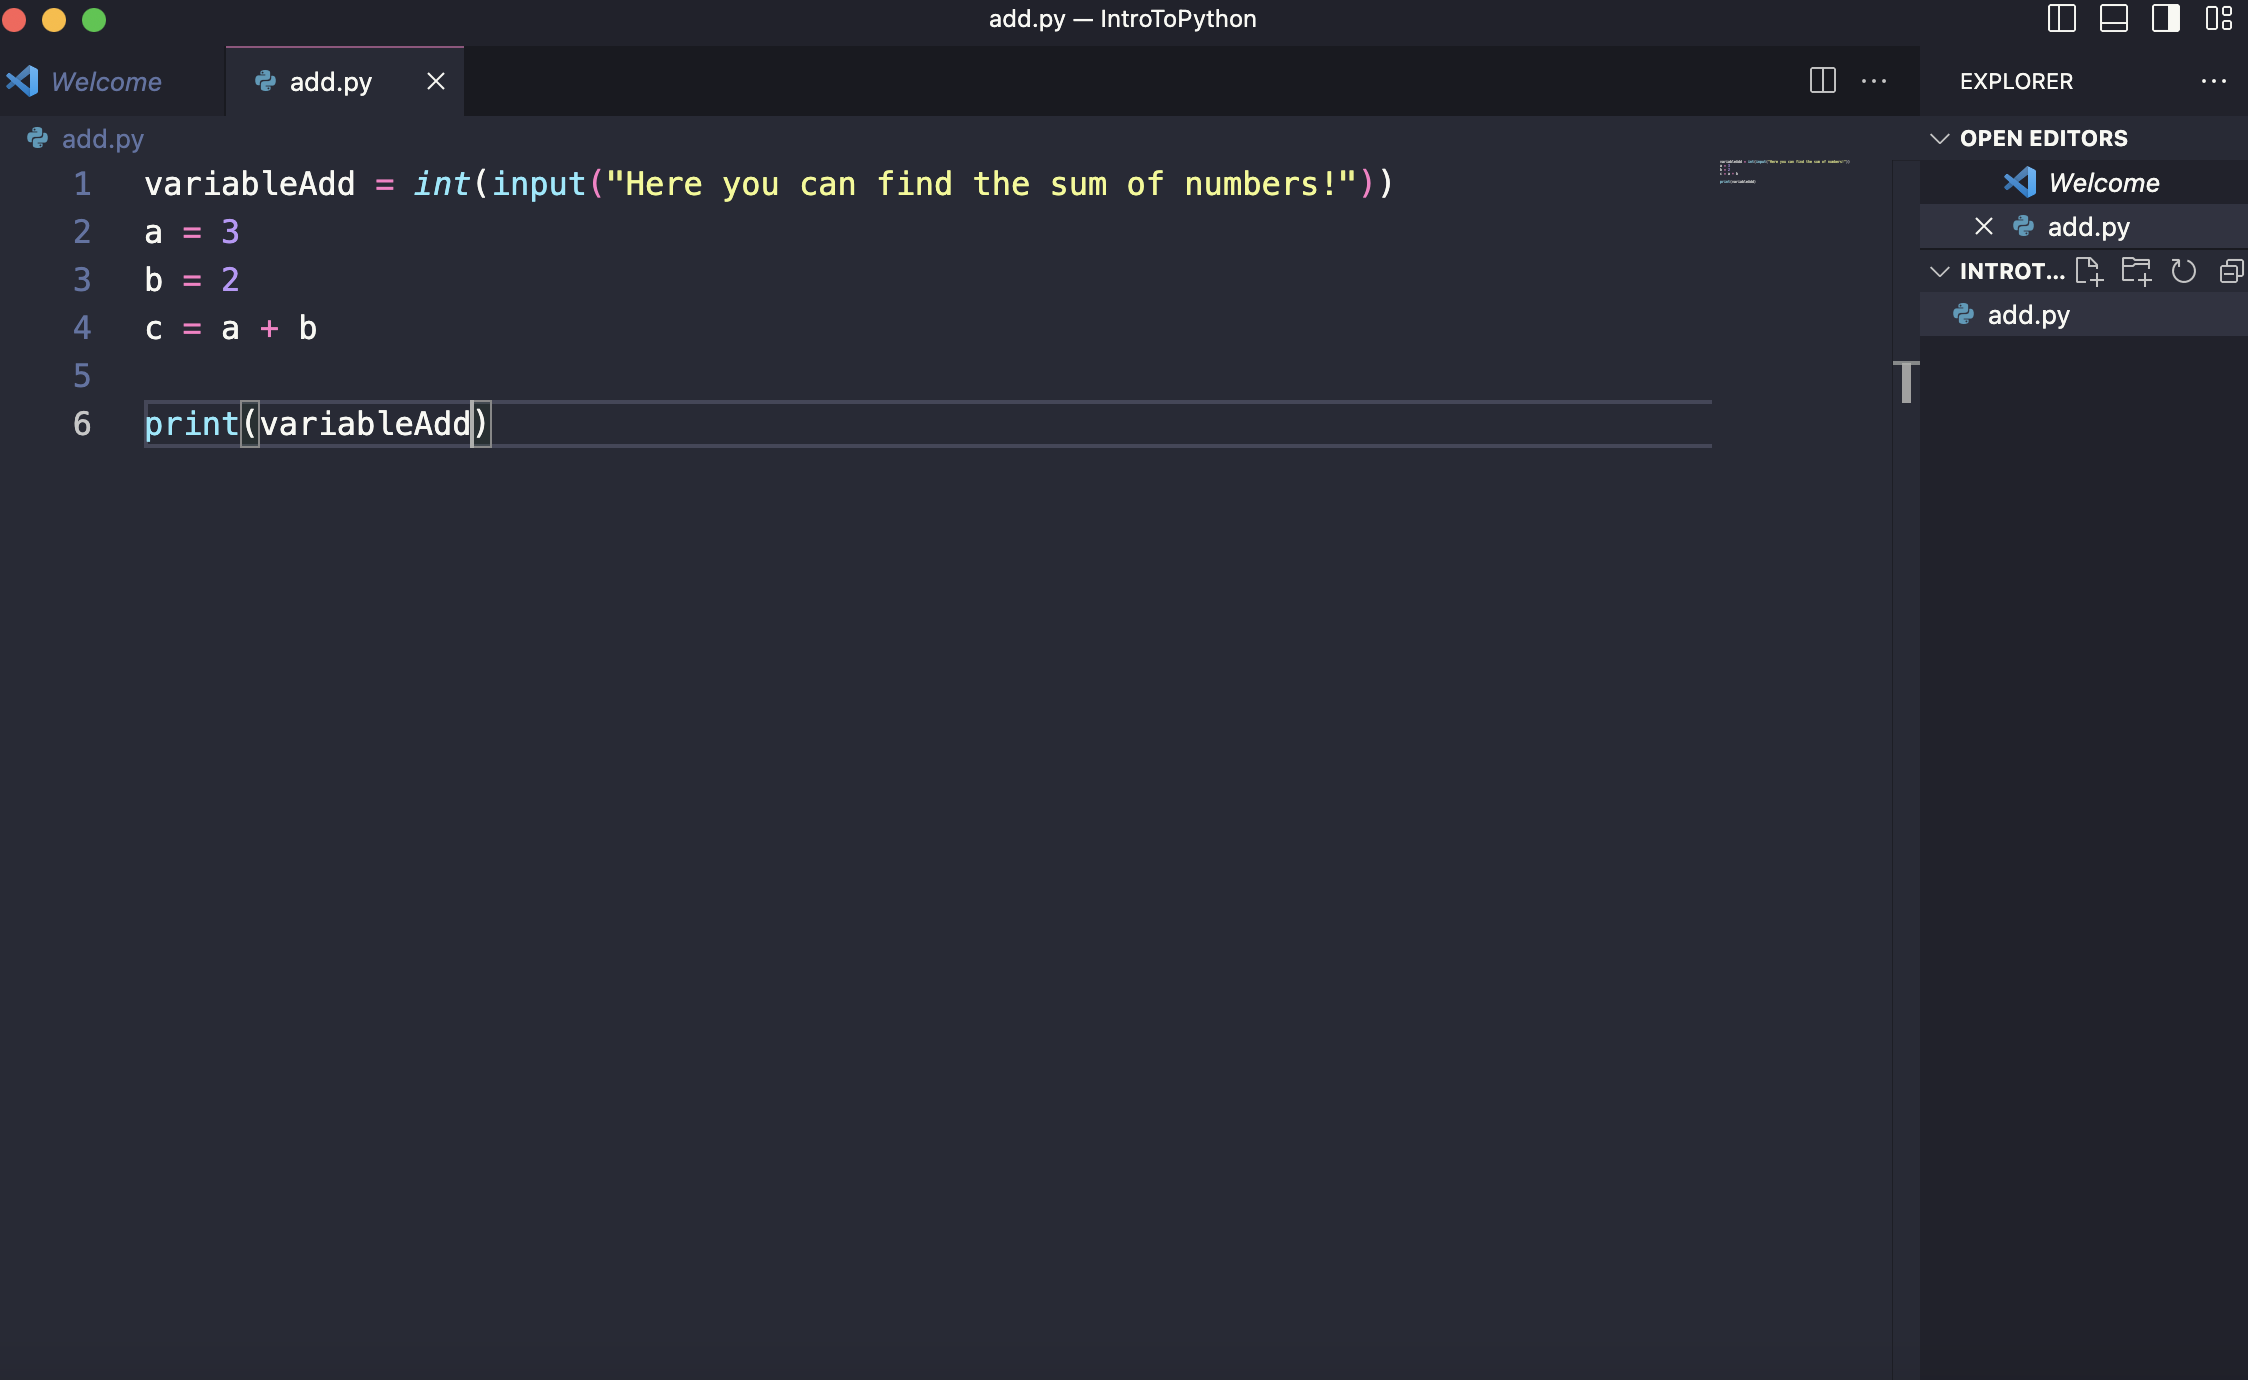 add.py — IntroToPython
Welcome
add.py
EXPLORER
add.py
1 variableAdd = int(input("Here you can find the sum of numbers!"))
2 a = 3
3 b = 2
4 c = a + b
5
6 print(variableAdd)
OPEN EDITORS
Welcome
add.py
INTROT...
add.py